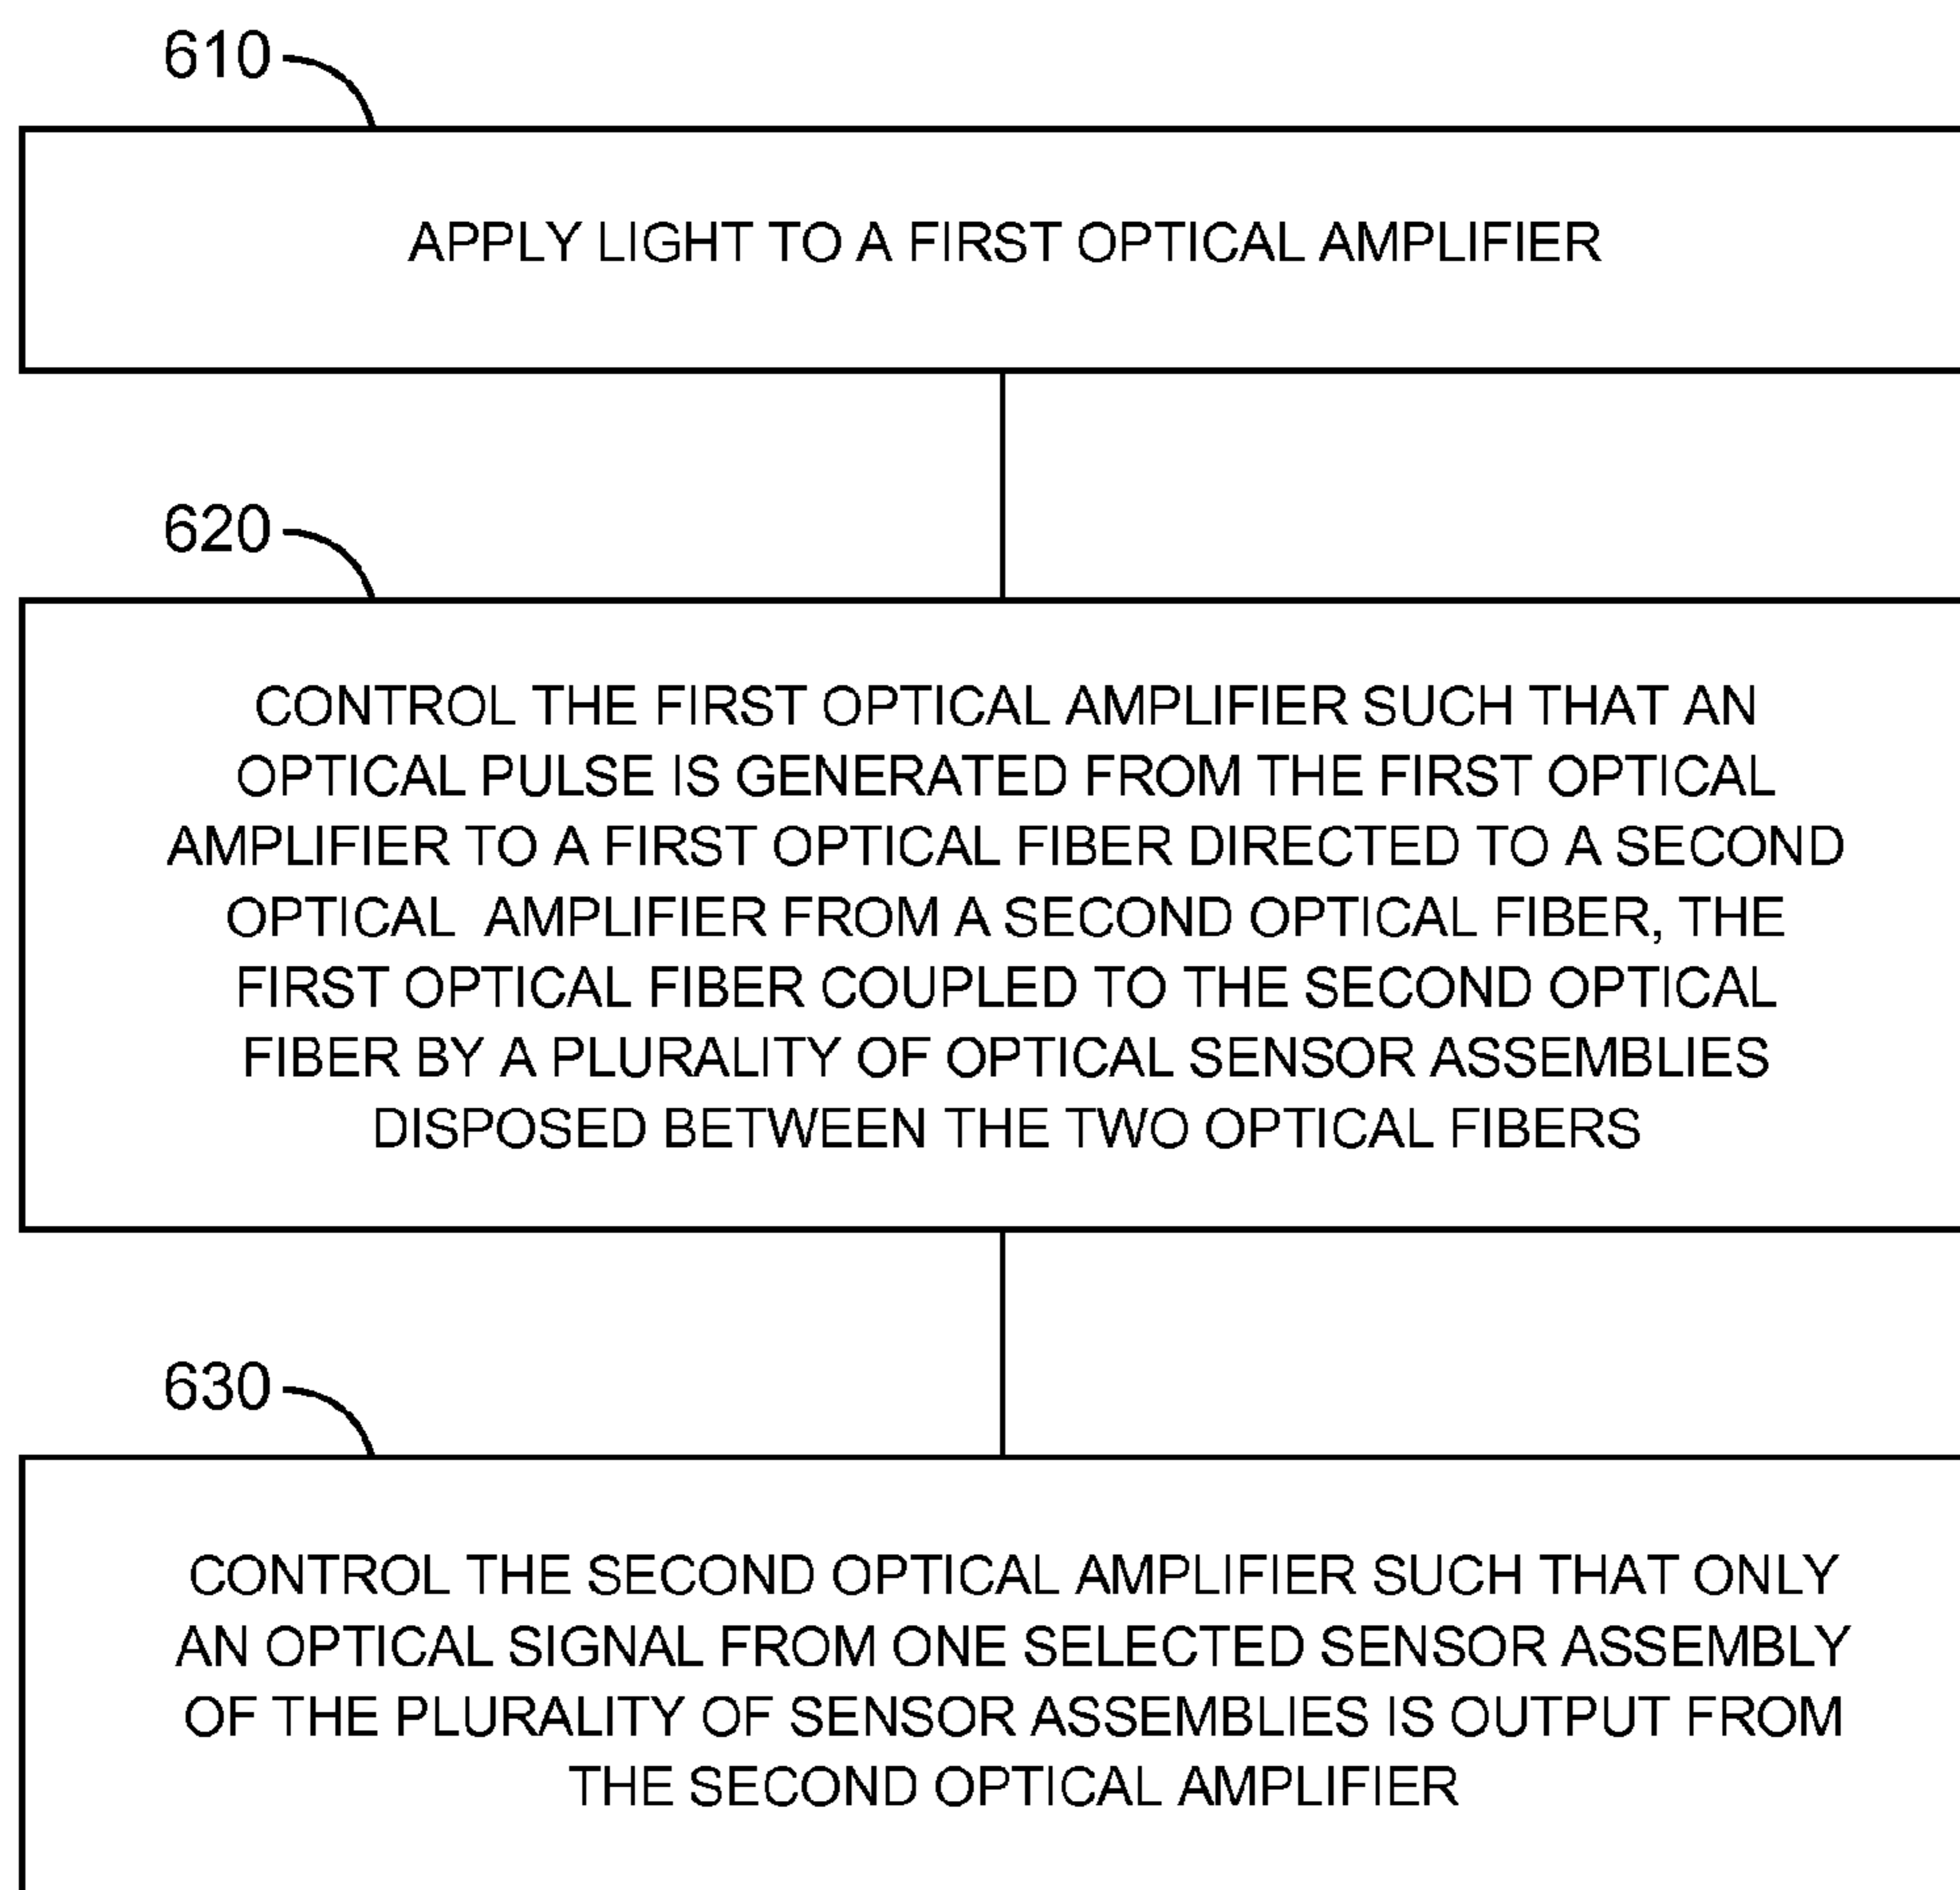 610
APPLY LIGHT TO A FIRST OPTICAL AMPLIFIER
620
CONTROL THE FIRST OPTICAL AMPLIFIER SUCH THAT AN
OPTICAL PULSE IS GENERATED FROM THE FIRST OPTICAL
AMPLIFIER TO A FIRST OPTICAL FIBER DIRECTED TO A SECOND
OPTICAL AMPLIFIER FROM A SECOND OPTICAL FIBER, THE
FIRST OPTICAL FIBER COUPLED TO THE SECOND OPTICAL
FIBER BY A PLURALITY OF OPTICAL SENSOR ASSEMBLIES
DISPOSED BETWEEN THE TWO OPTICAL FIBERS
630
CONTROL THE SECOND OPTICAL AMPLIFIER SUCH THAT ONLY
AN OPTICAL SIGNAL FROM ONE SELECTED SENSOR ASSEMBLY
OF THE PLURALITY OF SENSOR ASSEMBLIES IS OUTPUT FROM
THE SECOND OPTICAL AMPLIFIER